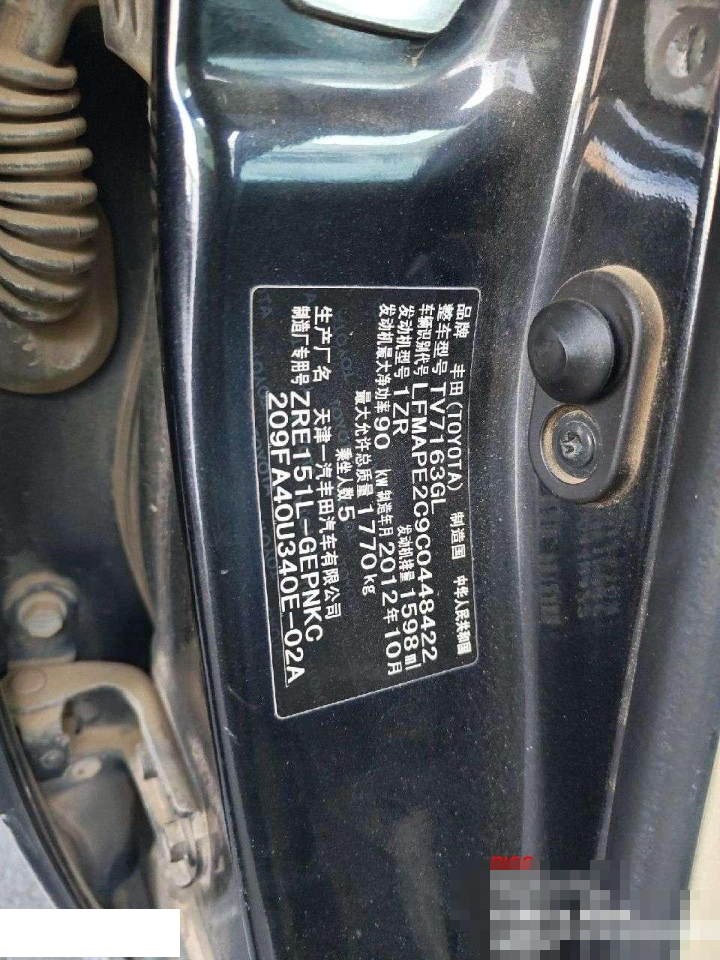 品牌 丰田(TOYOTA) 制造国 中华人民共和国
整车型号 TV7163GL
车辆识别代号 LFMAPE2C9C0448422
发动机型号 1ZR 发动机排量 1598 ml
发动机最大净功率 90 KW 制造年月 2012年10月
最大允许总质量 1770kg
乘坐人数 5
生产厂名 天津一汽丰田汽车有限公司
制造厂专用号 ZRE151L-GEPNKC
209FA40U340E-02A